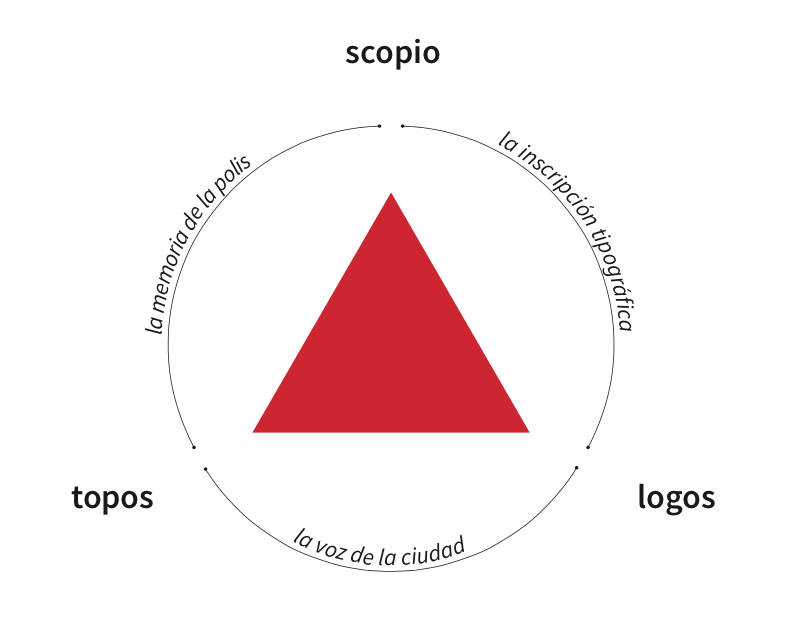 scopio
la memoria de la polis
la inscripción tipográfica
topos
logos
la voz de la ciudad